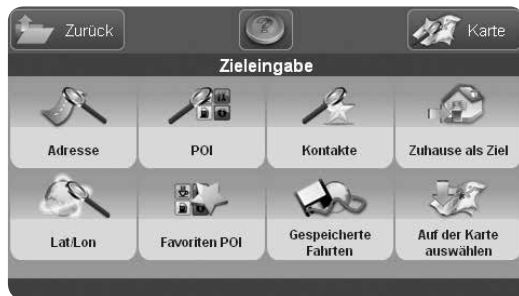 Zurück
Karte
Zieleingabe
Adresse
POI
Kontakte
Zuhause als Ziel
Lat/Lon
Favoriten POI
Gespeicherte
Fahrten
Auf der Karte
auswählen